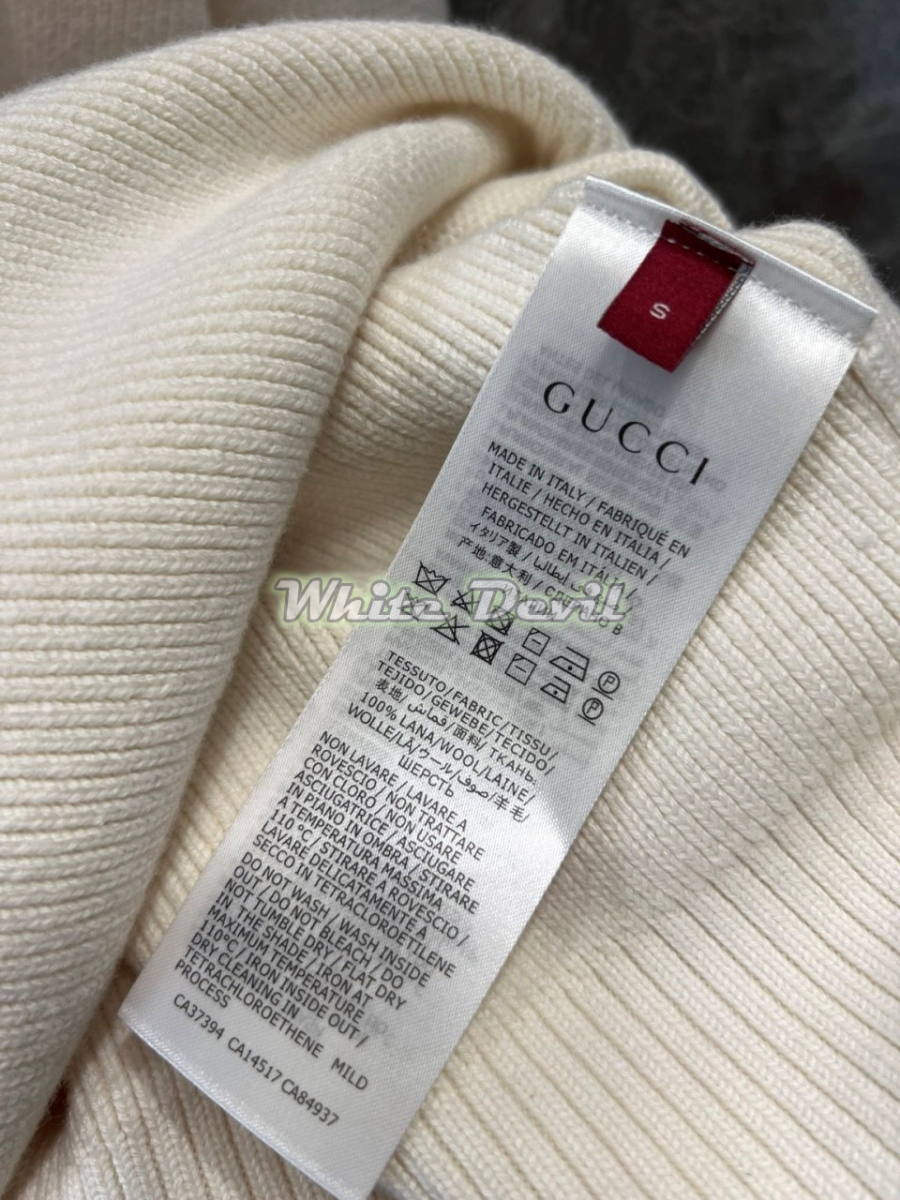 S
GUCCI
MADE IN ITALY / FABRIQUÉ EN
ITALIE / HECHO EN ITALIA /
HERGESTELLT IN ITALIEN /
FABRICADO EM ITALIA /
イタリア製 /
产地:意大利 /
White Devil
TESSUTO/FABRIC/TISSU/
TEJIDO/GEWEBE/TECIDO/
表地/قماش/面料/ТКАНЬ:
100% LANA/WOOL/LAINE/
WOLLE/LÀ/ウール/صوف/羊毛/
ШЕРСТЬ
NON LAVARE / LAVARE A
ROVESCIO / NON TRATTARE
CON CLORO / NON USARE
ASCIUGATRICE / ASCIUGARE
IN PIANO IN OMBRA / STIRARE
A TEMPERATURA MASSIMA
110°C / STIRARE A ROVESCIO /
LAVARE DELICATAMENTE A
SECCO IN TETRACLOROETILENE
DO NOT WASH / WASH INSIDE
OUT / DO NOT BLEACH / DO
NOT TUMBLE DRY / FLAT DRY
IN THE SHADE / IRON AT
MAXIMUM TEMPERATURE
110°C / IRON INSIDE OUT /
DRY CLEANING IN
TETRACHLOROETHENE MILD
PROCESS
CA37394 CA14517 CA84937